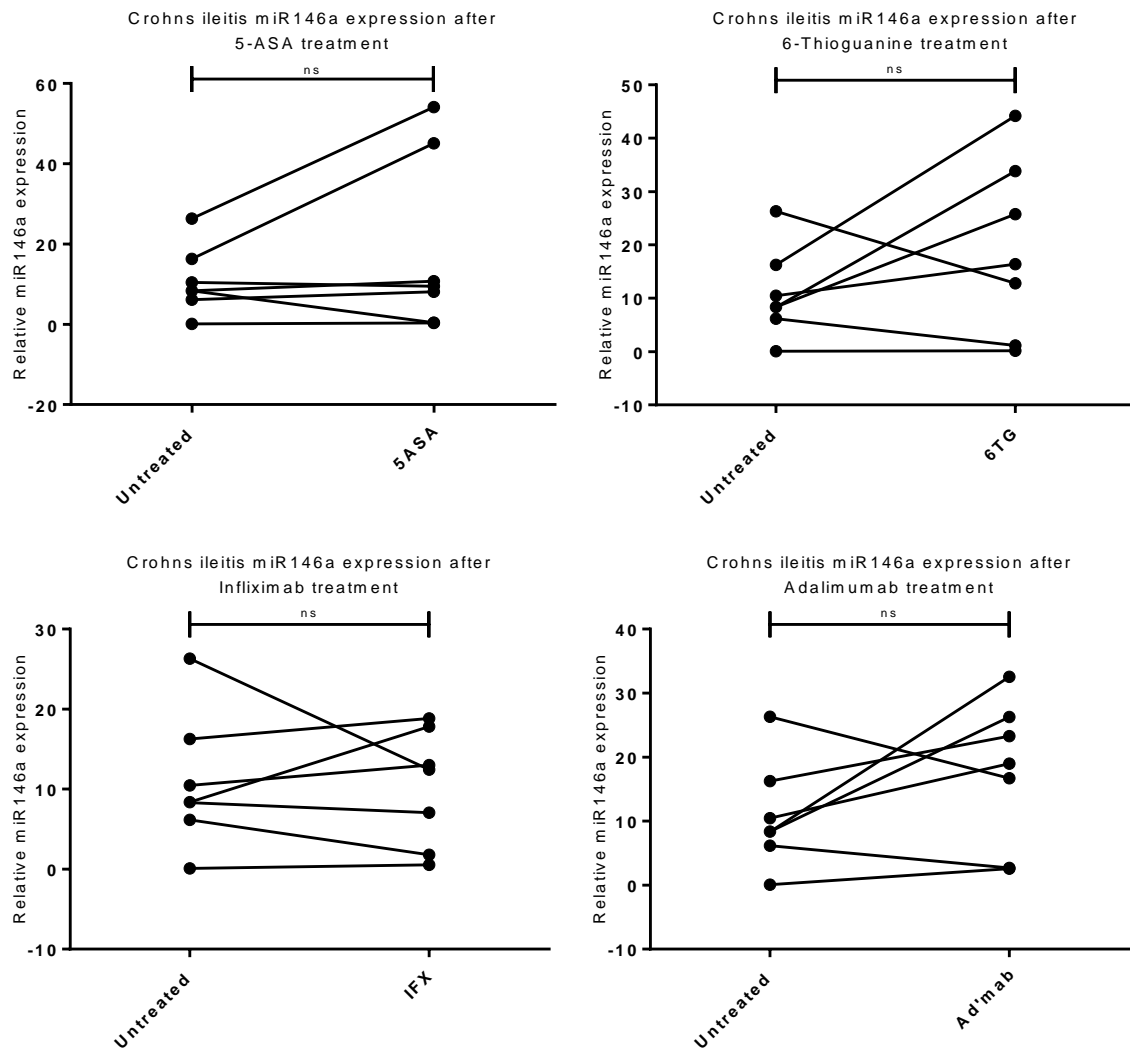 Crohns ileitis miR146a expression after
5-ASA treatment
ns
Relative miR146a expression
60
40
20
0
-20
Untreated
5ASA
Crohns ileitis miR146a expression after
6-Thioguanine treatment
ns
Relative miR146a expression
50
40
30
20
10
0
-10
Untreated
6TG
Crohns ileitis miR146a expression after
Infliximab treatment
ns
Relative miR146a expression
30
20
10
0
-10
Untreated
IFX
Crohns ileitis miR146a expression after
Adalimumab treatment
ns
Relative miR146a expression
40
30
20
10
0
-10
Untreated
Ad'mab